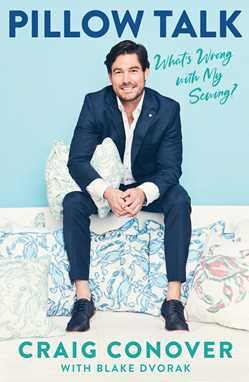 PILLOW TALK
What's Wrong
with My
Sewing?
CRAIG CONOVER
WITH BLAKE DVORAK